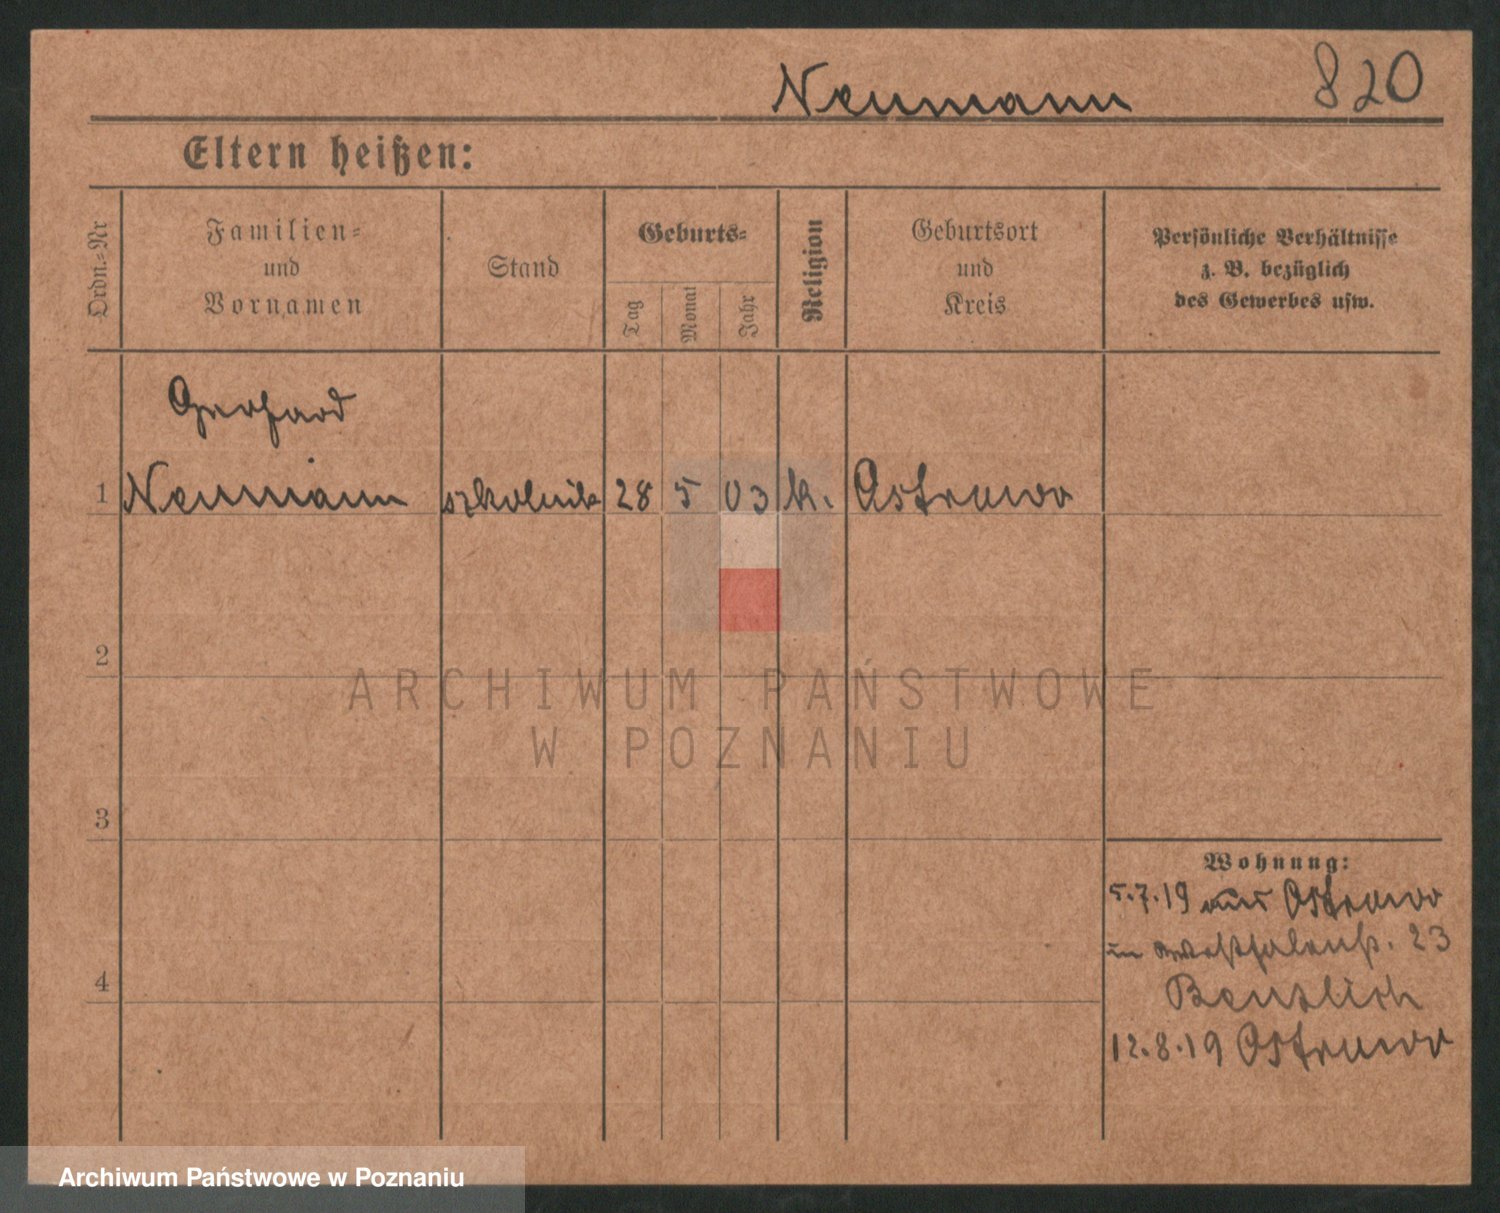 Neumann 820
Eltern heißen:
Ordn.-Nr
Familien-
und
Vornamen
Stand
Geburts-
Tag
Monat
Jahr
Religion
Geburtsort
und
Kreis
Persönliche Verhältnisse
z. B. bezüglich
des Gewerbes usw.
Gerhard
1 Neumann szkolnik 28 5 03 k. Ostrowo
2
3
4
Wohnung:
5.7.19 aus Ostrowo
in 23
12.8.19 Ostrowo
ARCHIWUM PAŃSTWOWE
W POZNANIU
Archiwum Państwowe w Poznaniu